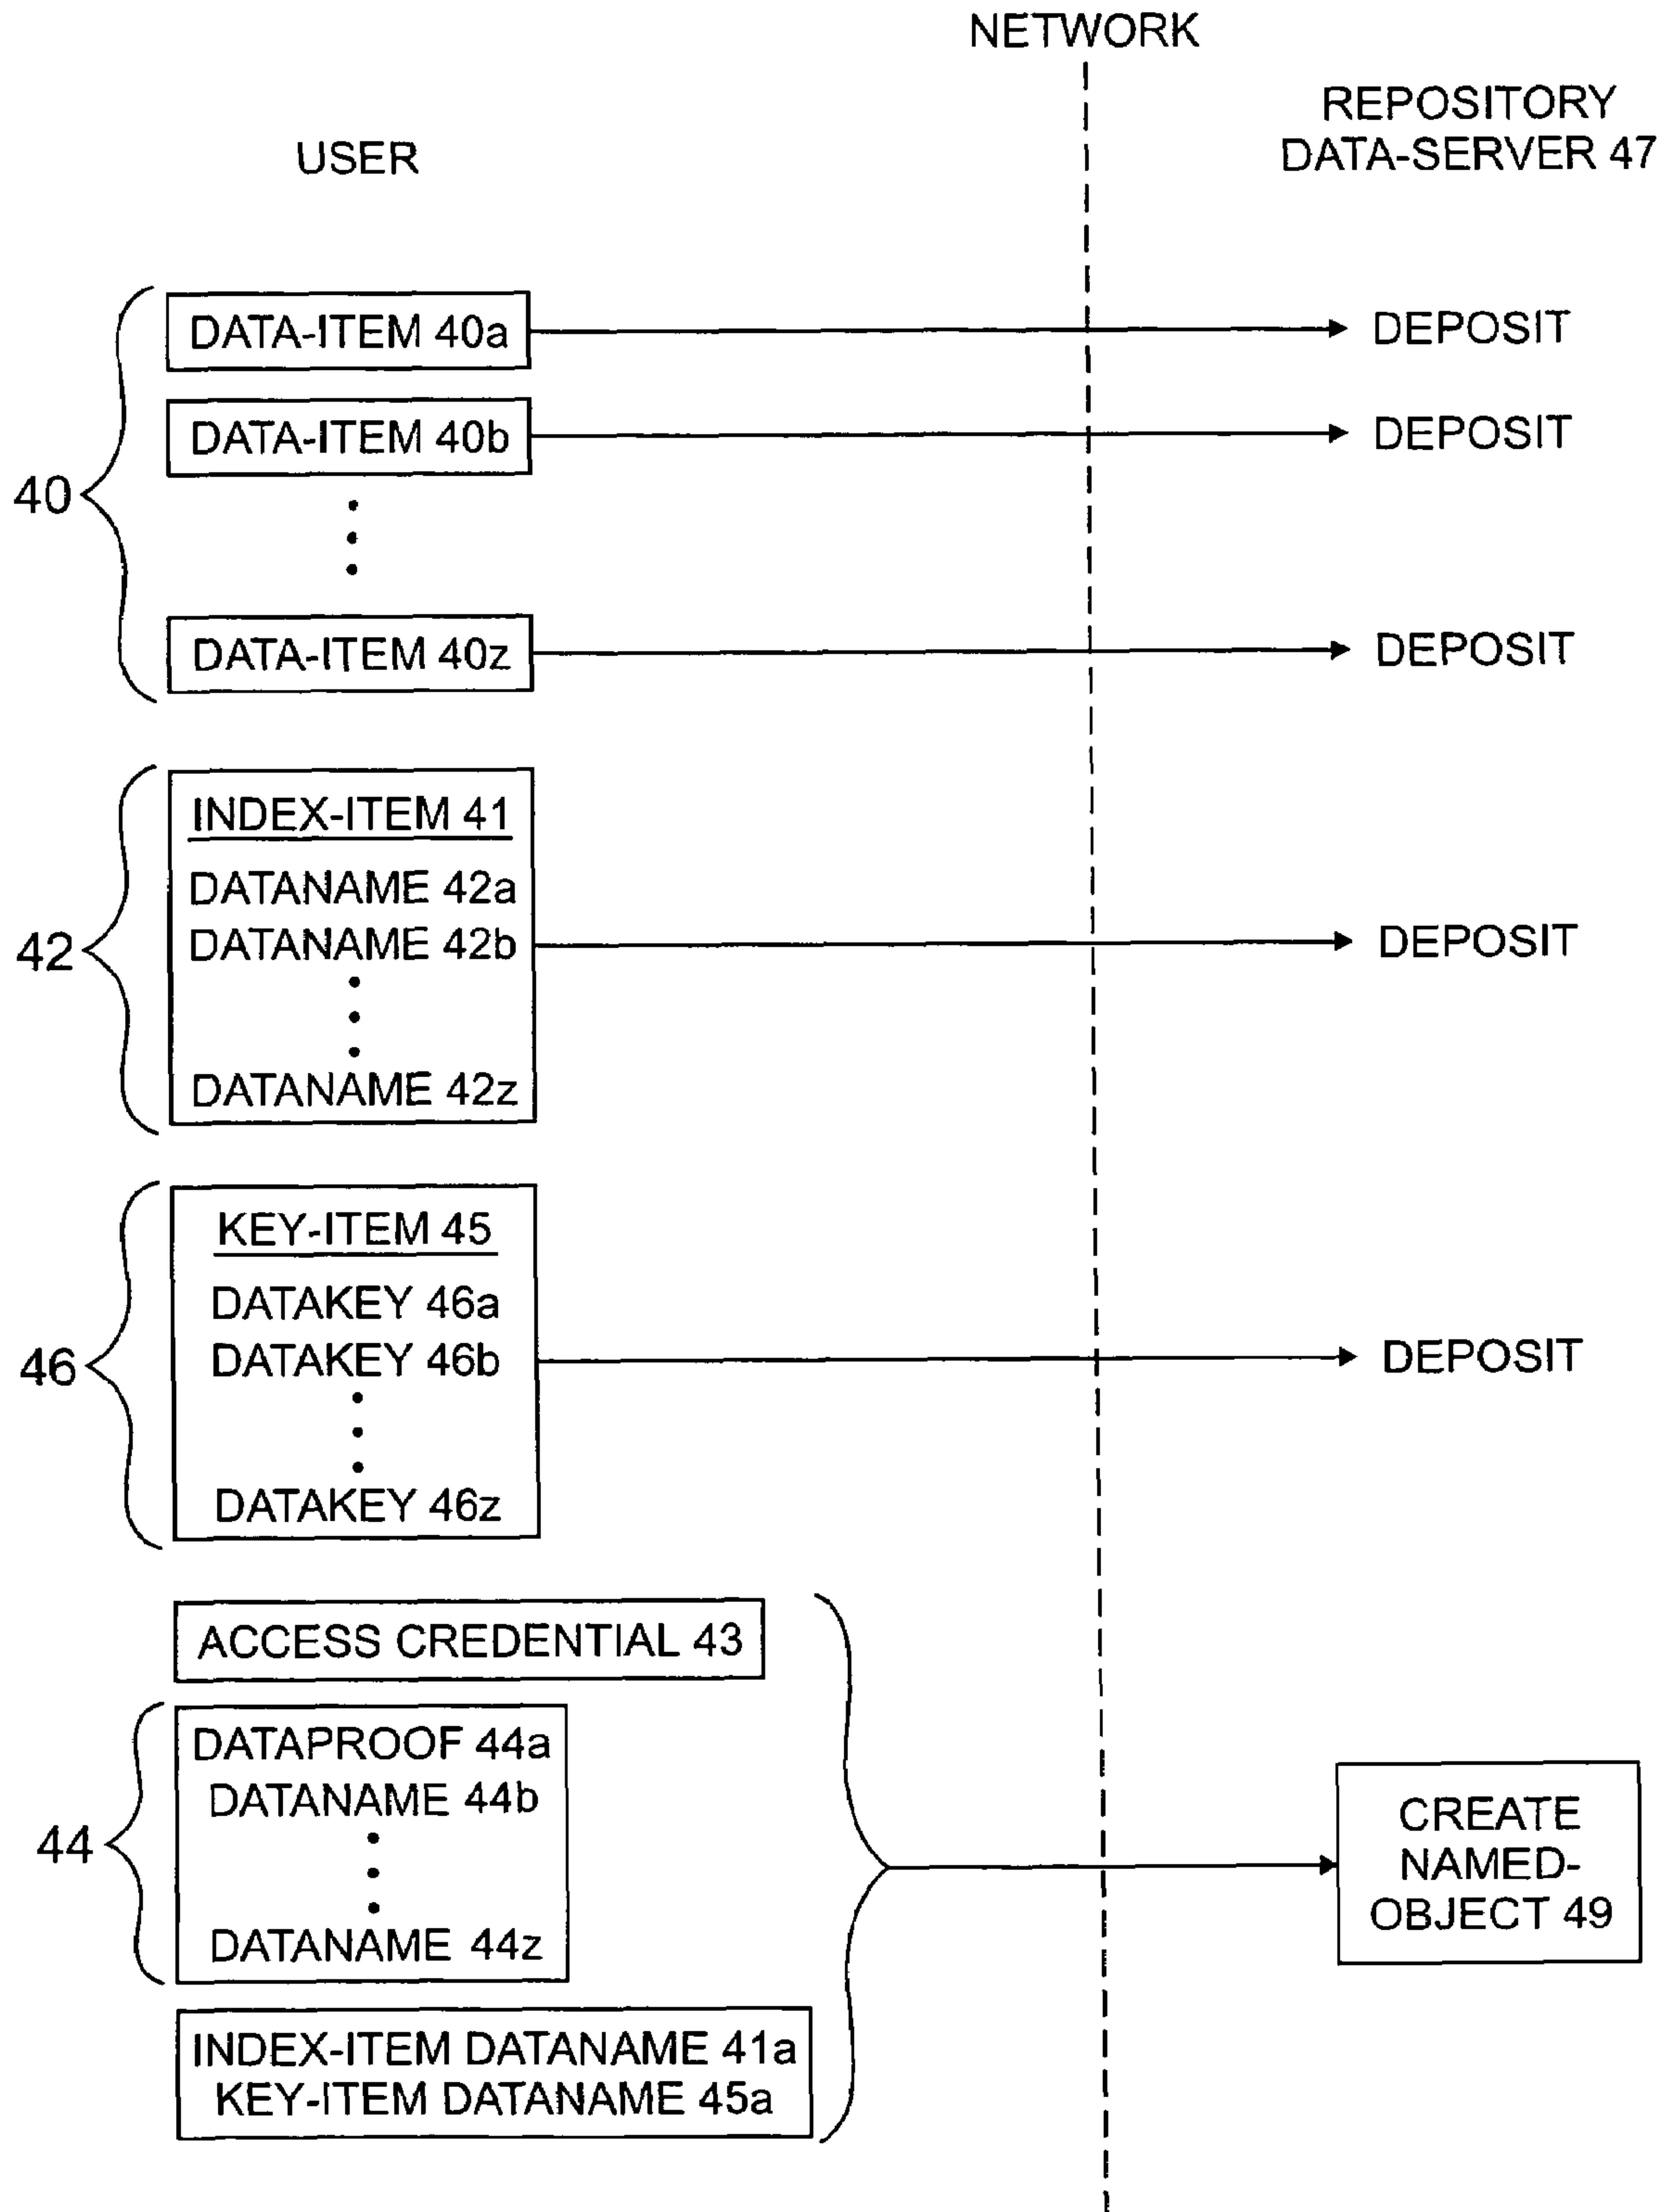 NETWORK
REPOSITORY
DATA-SERVER 47
USER
40
DATA-ITEM 40a
DEPOSIT
DATA-ITEM 40b
DEPOSIT
DATA-ITEM 40z
DEPOSIT
42
INDEX-ITEM 41
DATANAME 42a
DATANAME 42b
DATANAME 42z
DEPOSIT
46
KEY-ITEM 45
DATAKEY 46a
DATAKEY 46b
DATAKEY 46z
DEPOSIT
ACCESS CREDENTIAL 43
44
DATAPROOF 44a
DATANAME 44b
DATANAME 44z
INDEX-ITEM DATANAME 41a
KEY-ITEM DATANAME 45a
CREATE
NAMED-
OBJECT 49